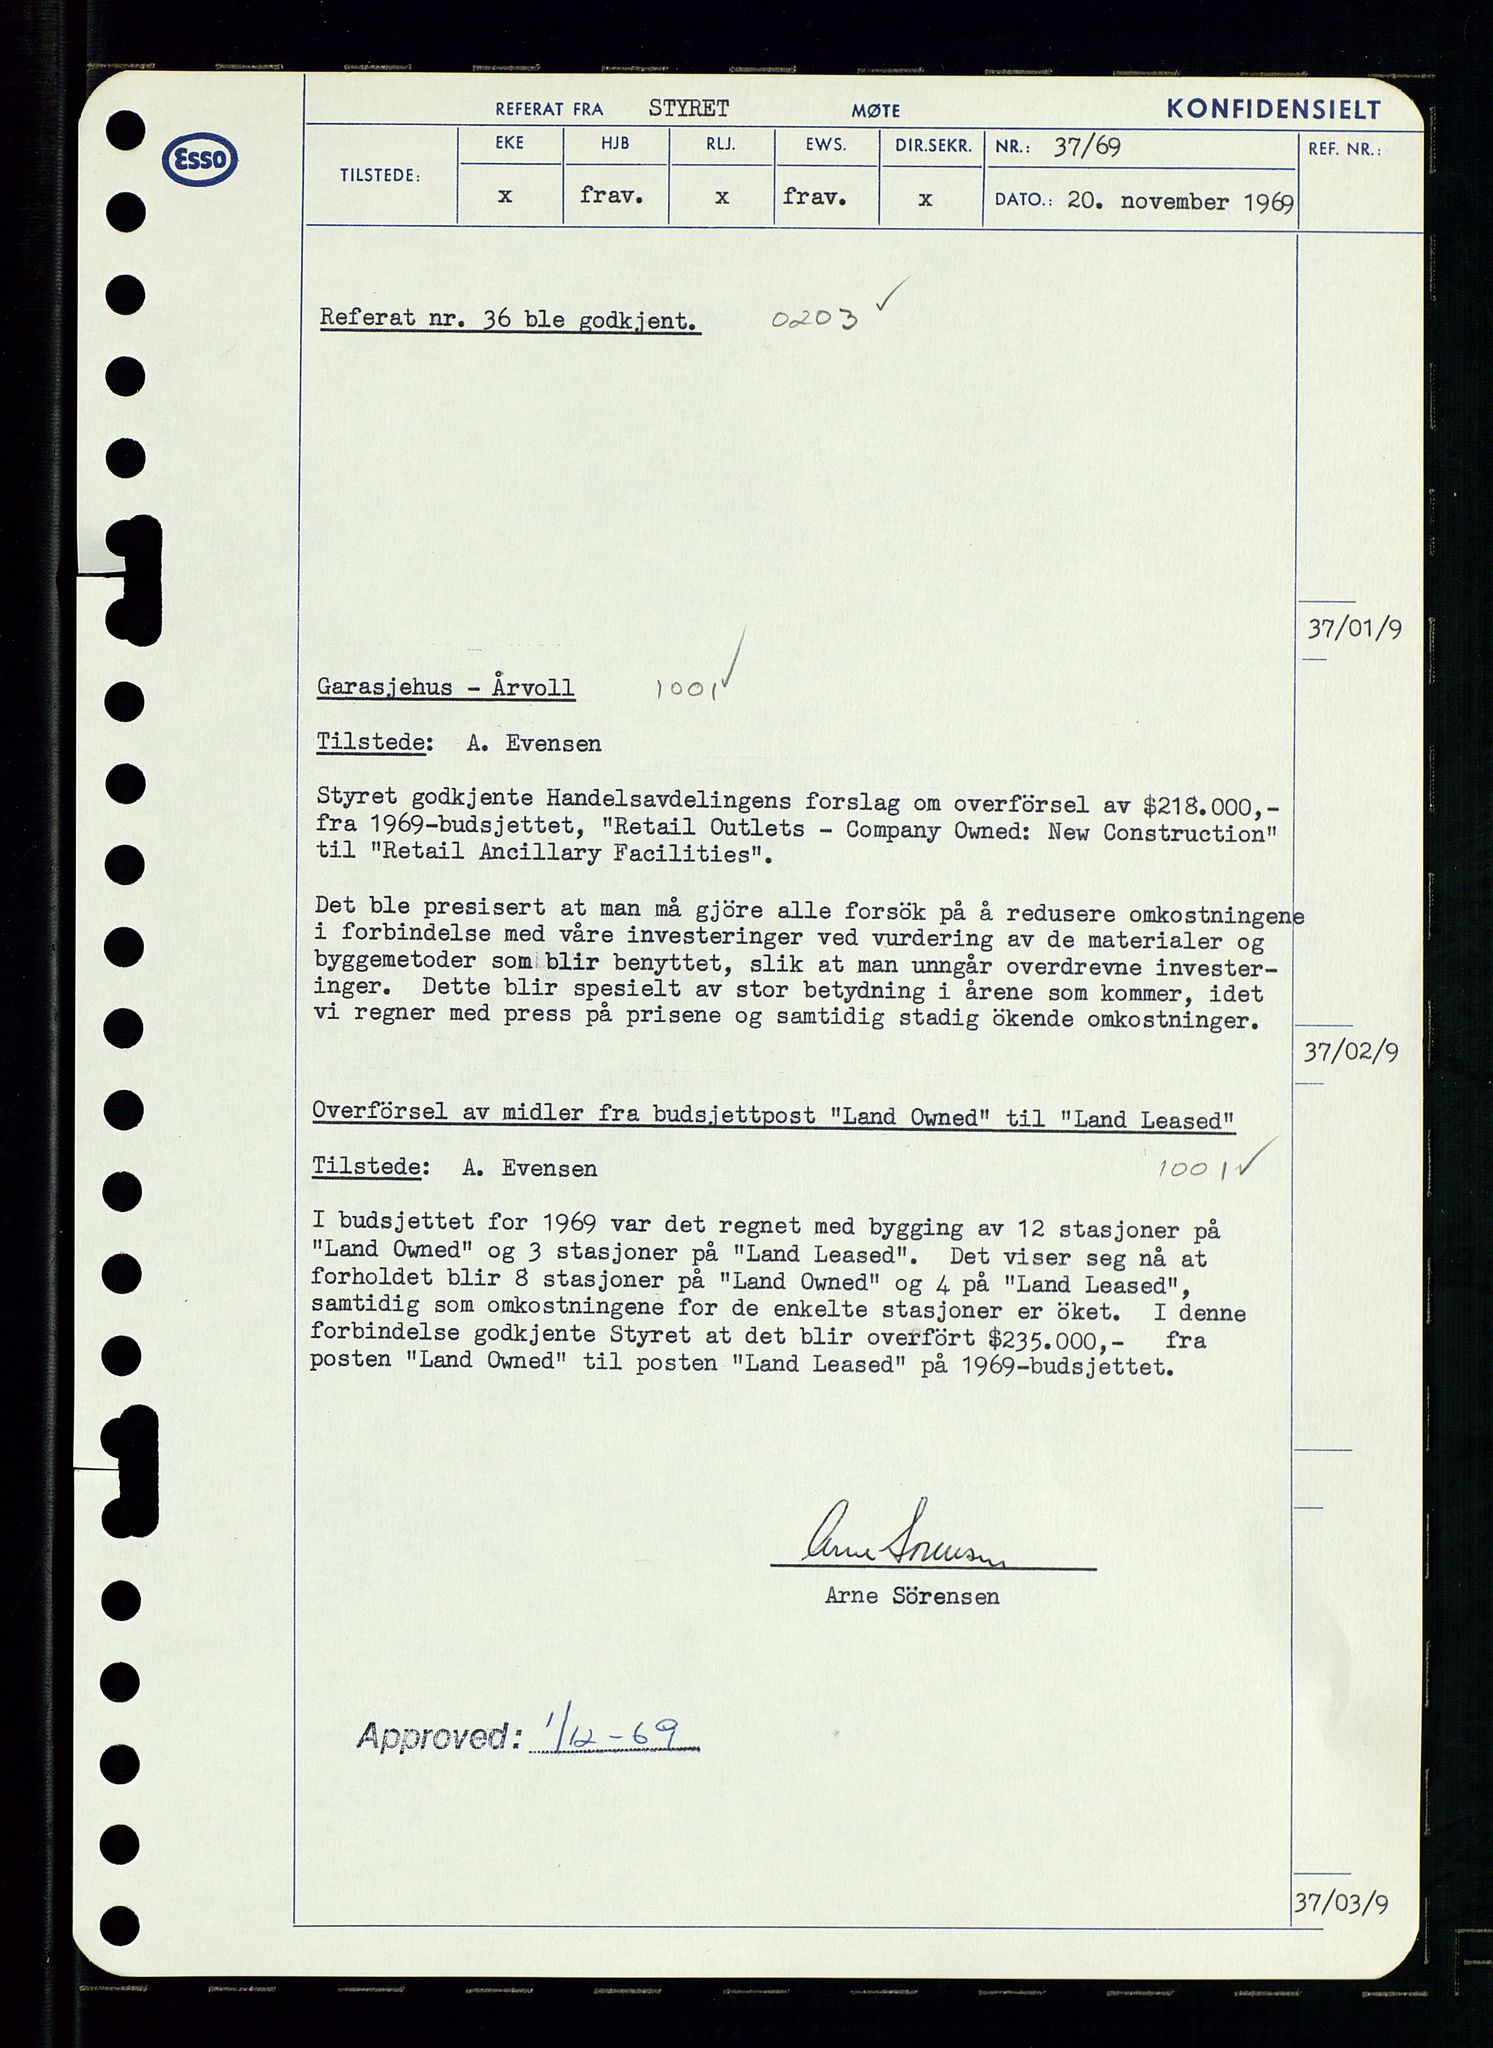 REFERAT FRA STYRET MØTE KONFIDENSIELT
Esso
TILSTEDE: EKE HJB RLJ. EWS. DIR.SEKR. NR.: 37/69 REF. NR.:
x frav. x frav. x DATO.: 20. november 1969
Referat nr. 36 ble godkjent. 0203 ✓
37/01/9
Garasjehus - Årvoll 1001 ✓
Tilstede: A. Evensen
Styret godkjente Handelsavdelingens forslag om overförsel av $218.000,-
fra 1969-budsjettet, "Retail Outlets - Company Owned: New Construction"
til "Retail Ancillary Facilities".
Det ble presisert at man må gjöre alle forsök på å redusere omkostningene
i forbindelse med våre investeringer ved vurdering av de materialer og
byggemetoder som blir benyttet, slik at man unngår overdrevne invester-
inger. Dette blir spesielt av stor betydning i årene som kommer, idet
vi regner med press på prisene og samtidig stadig ökende omkostninger.
37/02/9
Overförsel av midler fra budsjettpost "Land Owned" til "Land Leased"
Tilstede: A. Evensen 1001 ✓
I budsjettet for 1969 var det regnet med bygging av 12 stasjoner på
"Land Owned" og 3 stasjoner på "Land Leased". Det viser seg nå at
forholdet blir 8 stasjoner på "Land Owned" og 4 på "Land Leased",
samtidig som omkostningene for de enkelte stasjoner er öket. I denne
forbindelse godkjente Styret at det blir overfört $235.000,- fra
posten "Land Owned" til posten "Land Leased" på 1969-budsjettet.
Arne Sorensen
Arne Sörensen
Approved: 1/12-69
37/03/9